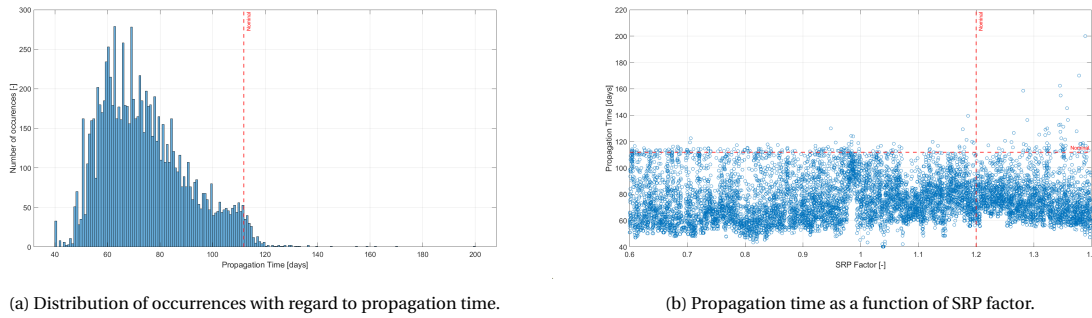 300
250
200
150
100
50
0
Number of occurences [-]
40 60 80 100 120 140 160 180 200
Propagation Time [days]
Nominal
200
180
160
140
120
100
80
60
40
Propagation Time [days]
0.6 0.7 0.8 0.9 1 1.1 1.2 1.3
SRP Factor [-]
Nominal
Nominal
(a) Distribution of occurrences with regard to propagation time.
(b) Propagation time as a function of SRP factor.